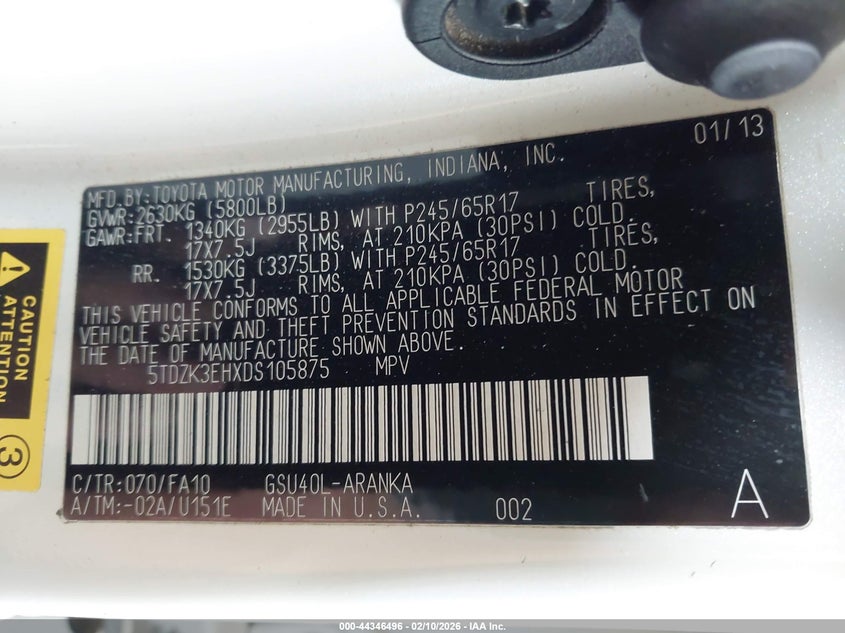 01/13
MFD.BY:TOYOTA MOTOR MANUFACTURING, INDIANA, INC.
GVWR:2630KG (5800LB)
GAWR:FRT. 1340KG (2955LB) WITH P245/65R17 TIRES,
17X7.5J RIMS, AT 210KPA (30PSI) COLD.
RR. 1530KG (3375LB) WITH P245/65R17 TIRES,
17X7.5J RIMS, AT 210KPA (30PSI) COLD.
THIS VEHICLE CONFORMS TO ALL APPLICABLE FEDERAL MOTOR
VEHICLE SAFETY AND THEFT PREVENTION STANDARDS IN EFFECT ON
THE DATE OF MANUFACTURE SHOWN ABOVE.
5TDZK3EHXDS105875 MPV
C/TR:070/FA10 GSU40L-ARANKA
A/TM:-02A/U151E MADE IN U.S.A. 002
A
CAUTION
ATTENTION
3
000-44346496 - 02/10/2026 - IAA Inc.